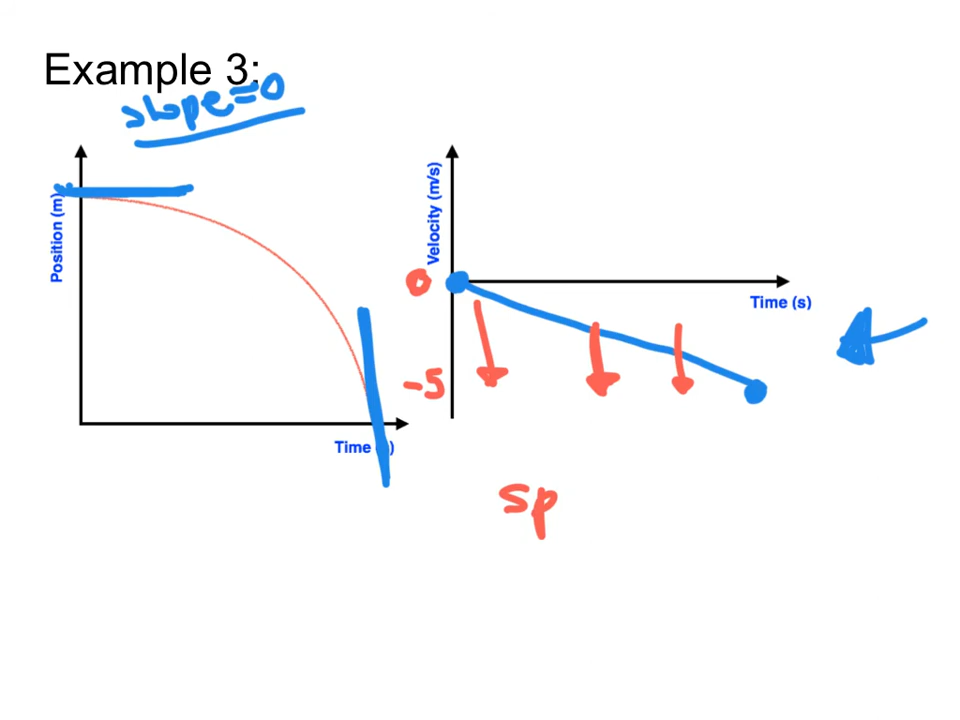 Example 3:
slope=0
Position (m)
Time
Velocity (m/s)
0
-5
Time (s)
sp